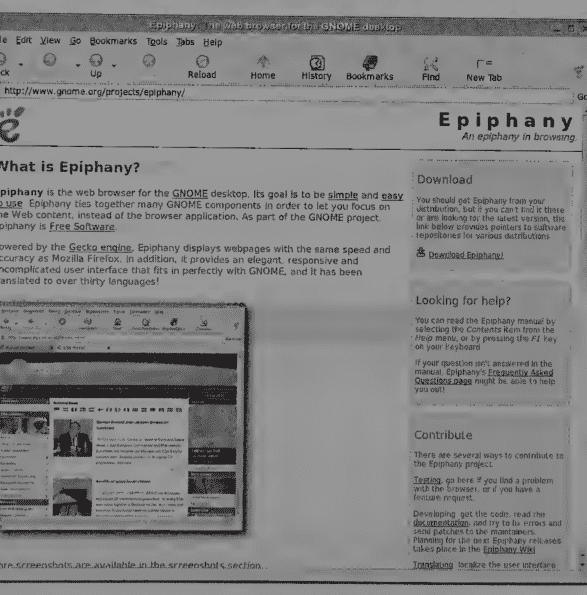 Epiphany: The web browser for the GNOME desktop
Edit View Go Bookmarks Tools Tabs Help
ck Up Reload Home History Bookmarks Find New Tab
http://www.gnome.org/projects/epiphany/ Go
Epiphany
An epiphany in browsing.
What is Epiphany?
piphany is the web browser for the GNOME desktop. Its goal is to be simple and easy
o use. Epiphany ties together many GNOME components in order to let you focus on
he Web content, instead of the browser application. As part of the GNOME project,
piphany is Free Software.
owered by the Gecko engine, Epiphany displays webpages with the same speed and
ccuracy as Mozilla Firefox. In addition, it provides an elegant, responsive and
ncomplicated user interface that fits in perfectly with GNOME, and it has been
anslated to over thirty languages!
ore screenshots are available in the screenshots section...
Download
You should get Epiphany from your
distribution, but if you can't find it there
or are looking for the latest version, the
link below provides pointers to software
repositories for various distributions
Download Epiphany!
Looking for help?
You can read the Epiphany manual by
selecting the Contents item from the
Help menu, or by pressing the F1 key
on your keyboard
If your question isn't answered in the
manual, Epiphany's Frequently Asked
Questions page might be able to help
you out!
Contribute
There are several ways to contribute to
the Epiphany project
Testing, go here if you find a problem
with the browser, or if you have a
feature request.
Developing get the code, read the
documentation, and try to fix errors and
send patches to the maintainers.
Planning for the next Epiphany releases
takes place in the Epiphany Wiki
Translating localize the user interface